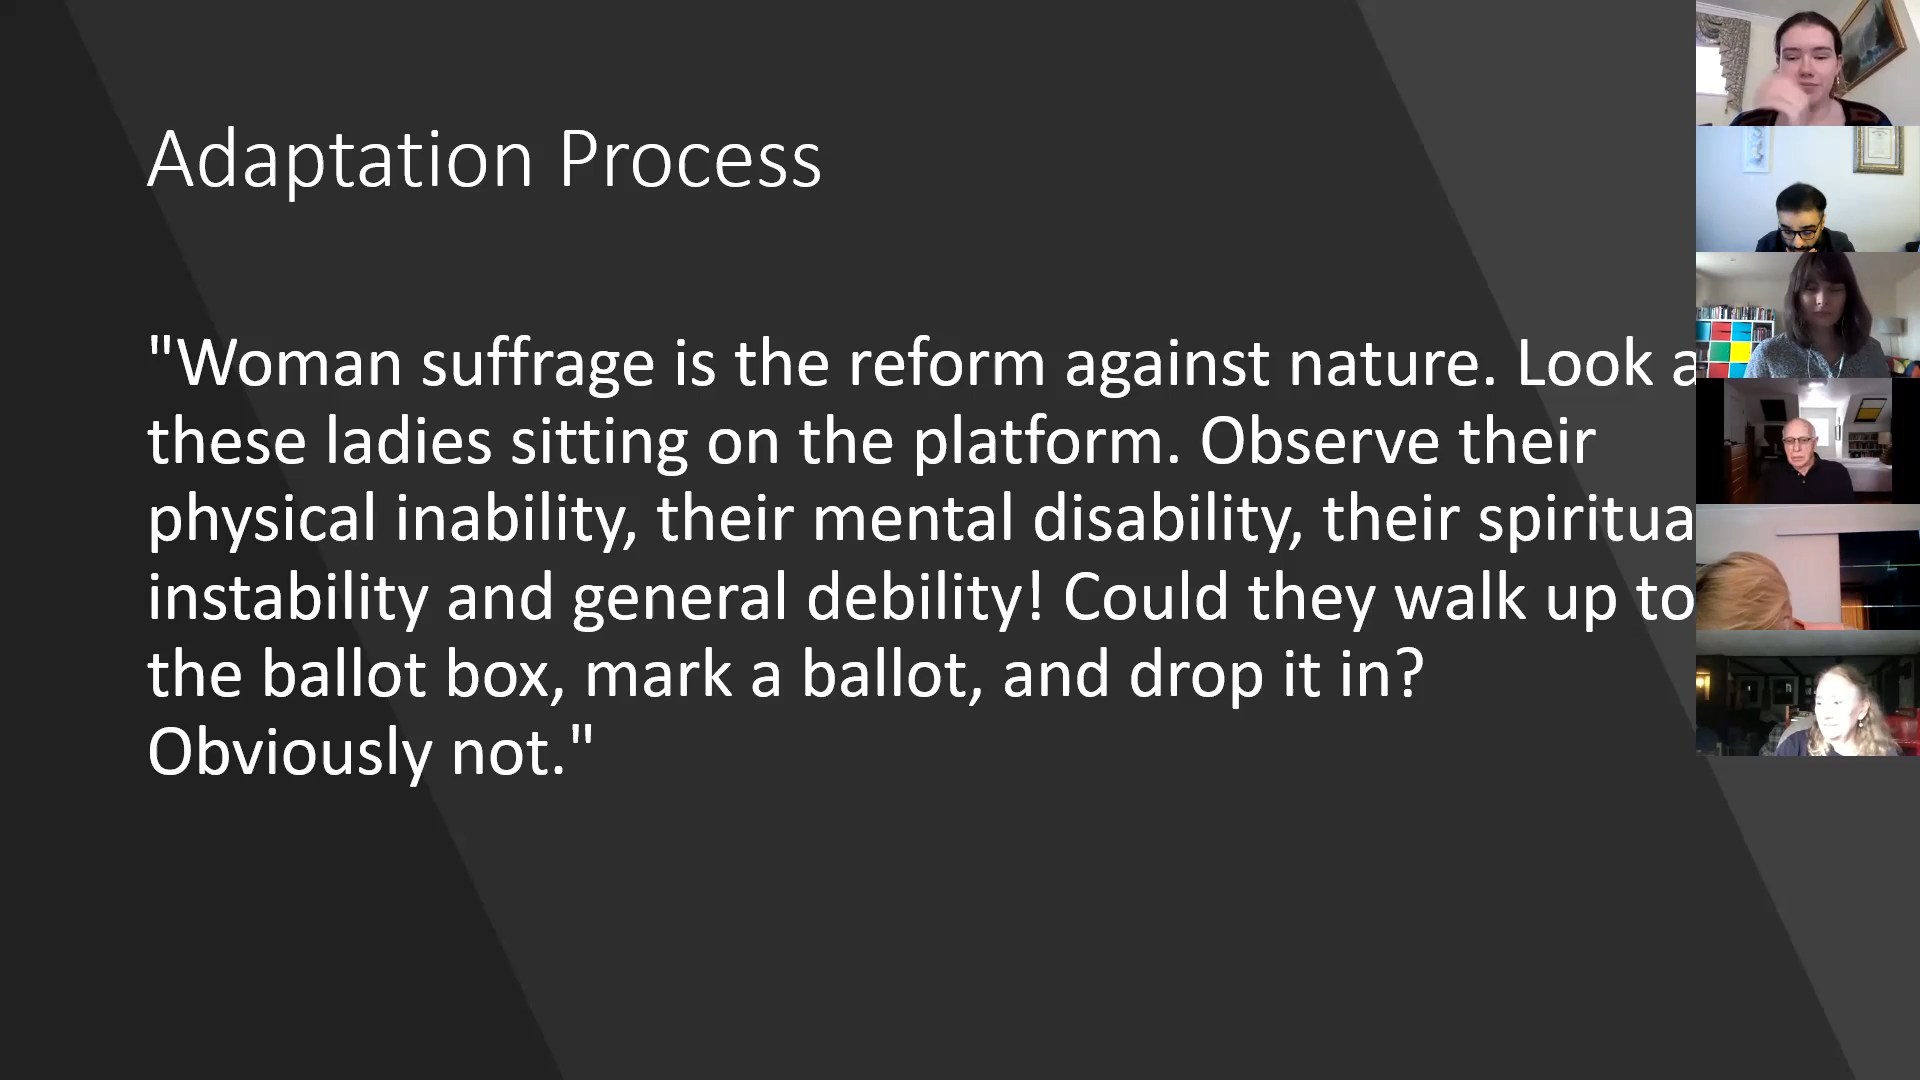 Adaptation Process
"Woman suffrage is the reform against nature. Look a
these ladies sitting on the platform. Observe their
physical inability, their mental disability, their spiritua
instability and general debility! Could they walk up to
the ballot box, mark a ballot, and drop it in?
Obviously not."